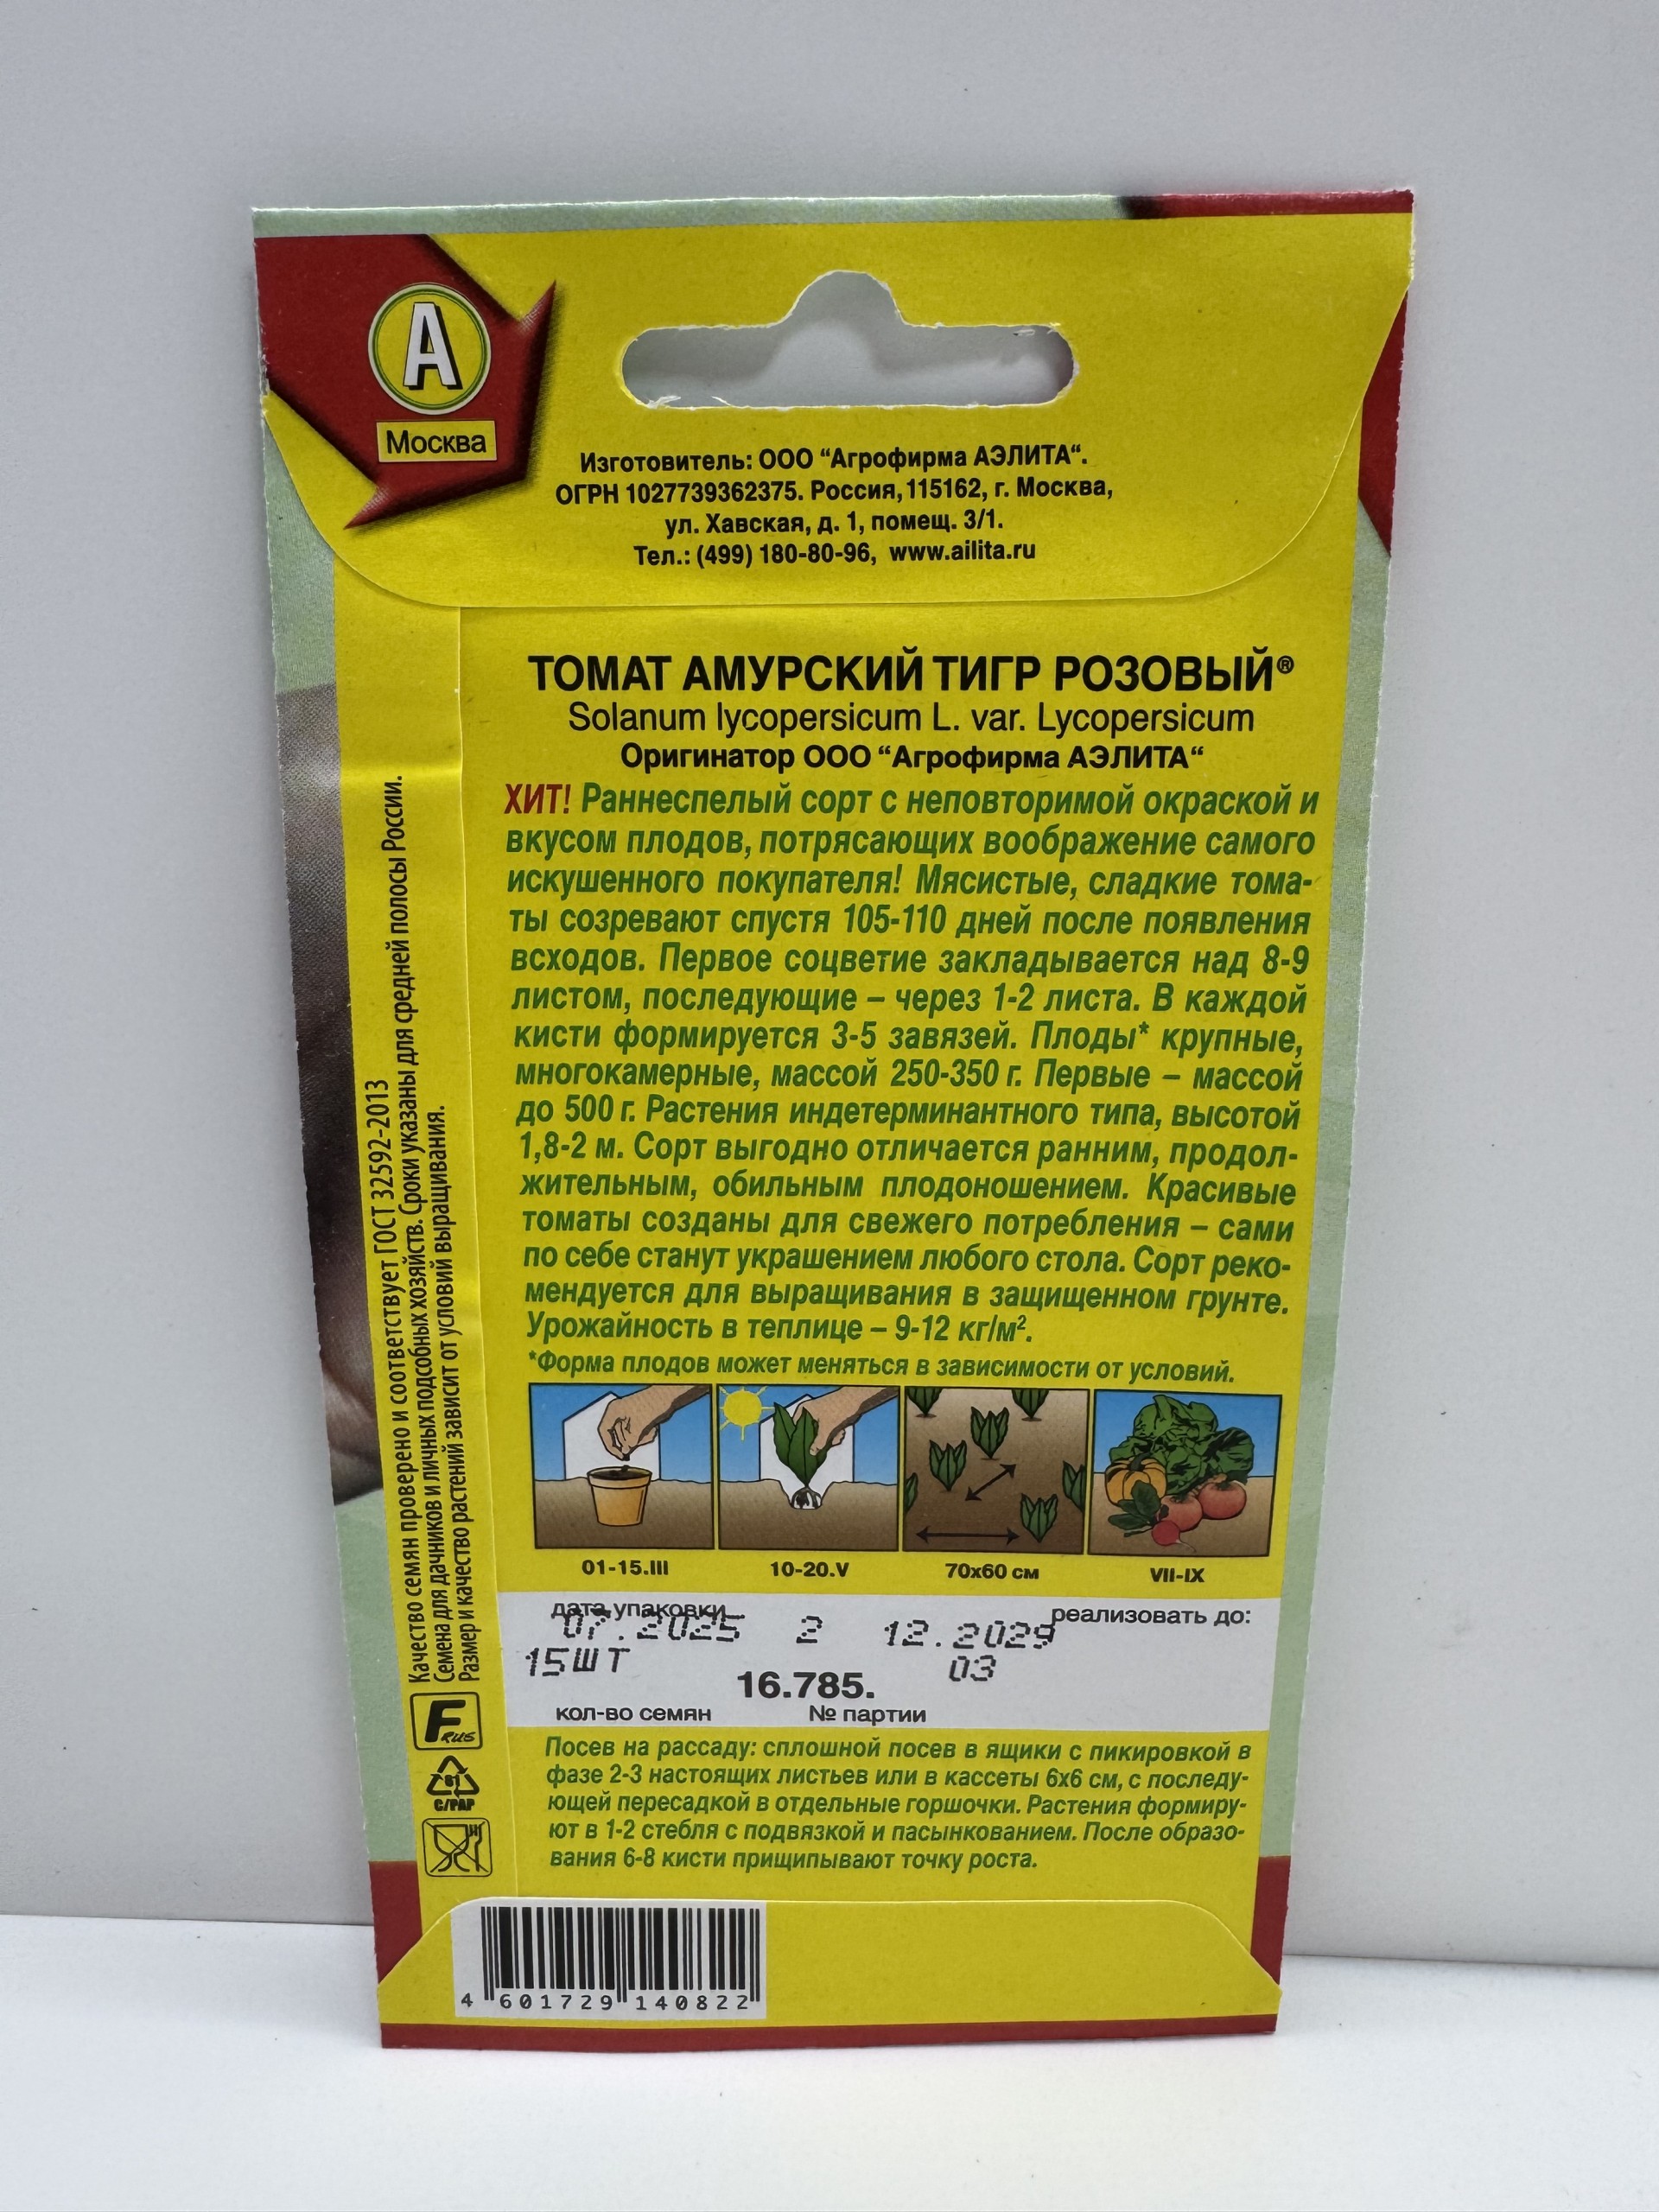 А
Москва
Изготовитель: ООО “Агрофирма АЭЛИТА“.
ОГРН 1027739362375. Россия, 115162, г. Москва,
ул. Хавская, д. 1, помещ. 3/1.
Тел.: (499) 180-80-96, www.ailita.ru
ТОМАТ АМУРСКИЙ ТИГР РОЗОВЫЙ®
Solanum lycopersicum L. var. Lycopersicum
Оригинатор ООО “Агрофирма АЭЛИТА“
ХИТ! Раннеспелый сорт с неповторимой окраской и
вкусом плодов, потрясающих воображение самого
искушенного покупателя! Мясистые, сладкие тома-
ты созревают спустя 105-110 дней после появления
всходов. Первое соцветие закладывается над 8-9
листом, последующие – через 1-2 листа. В каждой
кисти формируется 3-5 завязей. Плоды* крупные,
многокамерные, массой 250-350 г. Первые – массой
до 500 г. Растения индетерминантного типа, высотой
1,8-2 м. Сорт выгодно отличается ранним, продол-
жительным, обильным плодоношением. Красивые
томаты созданы для свежего потребления – сами
по себе станут украшением любого стола. Сорт реко-
мендуется для выращивания в защищенном грунте.
Урожайность в теплице – 9-12 кг/м².
*Форма плодов может меняться в зависимости от условий.
01-15.III
10-20.V
70х60 см
VII-IX
дата упаковки
реализовать до:
07.2025 2 12.2029
15ШТ
03
16.785.
кол-во семян
№ партии
Посев на рассаду: сплошной посев в ящики с пикировкой в
фазе 2-3 настоящих листьев или в кассеты 6х6 см, с последу-
ющей пересадкой в отдельные горшочки. Растения формиру-
ют в 1-2 стебля с подвязкой и пасынкованием. После образо-
вания 6-8 кисти прищипывают точку роста.
Качество семян проверено и соответствует ГОСТ 32592-2013
Семена для дачников и личных подсобных хозяйств. Сроки указаны для средней полосы России.
Размер и качество растений зависит от условий выращивания.
F RUS
81
C/PAP
4 601729 140822